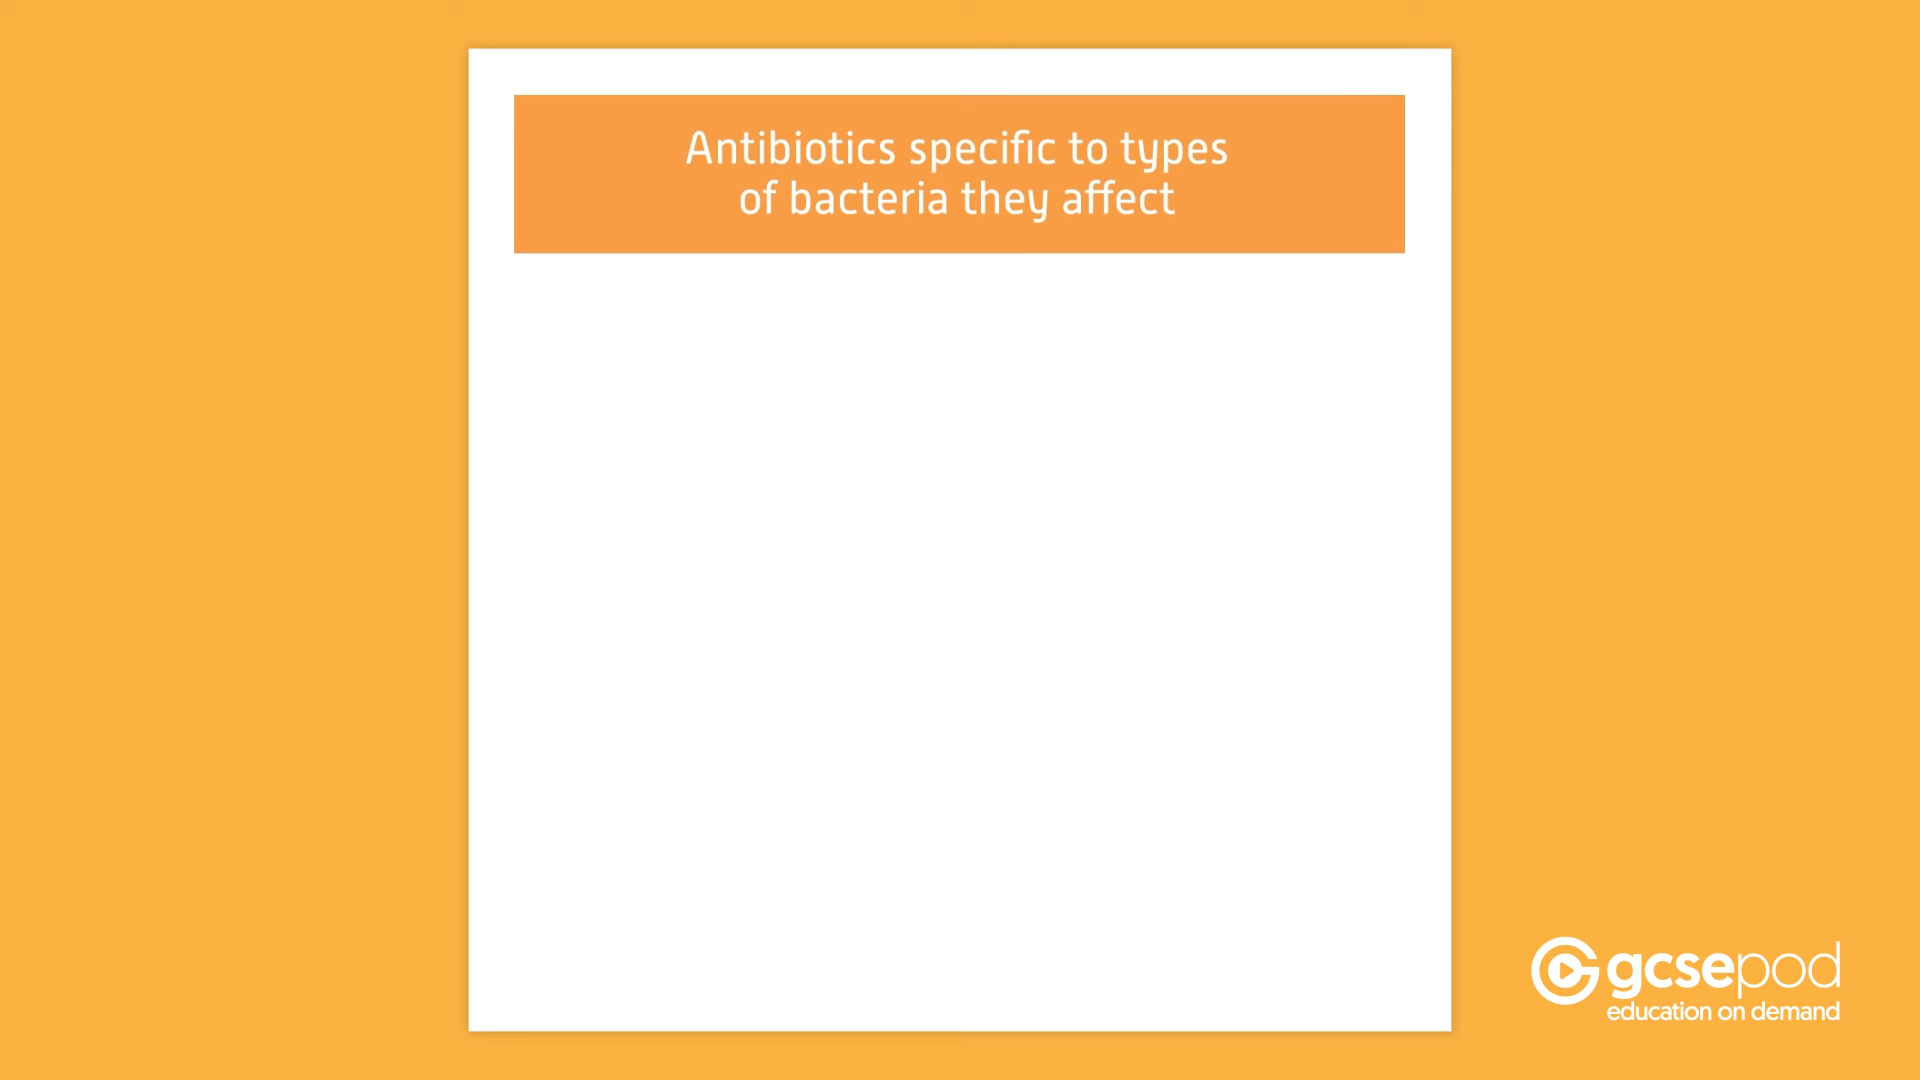 Antibiotics specific to types
of bacteria they affect
gcsepod
education on demand